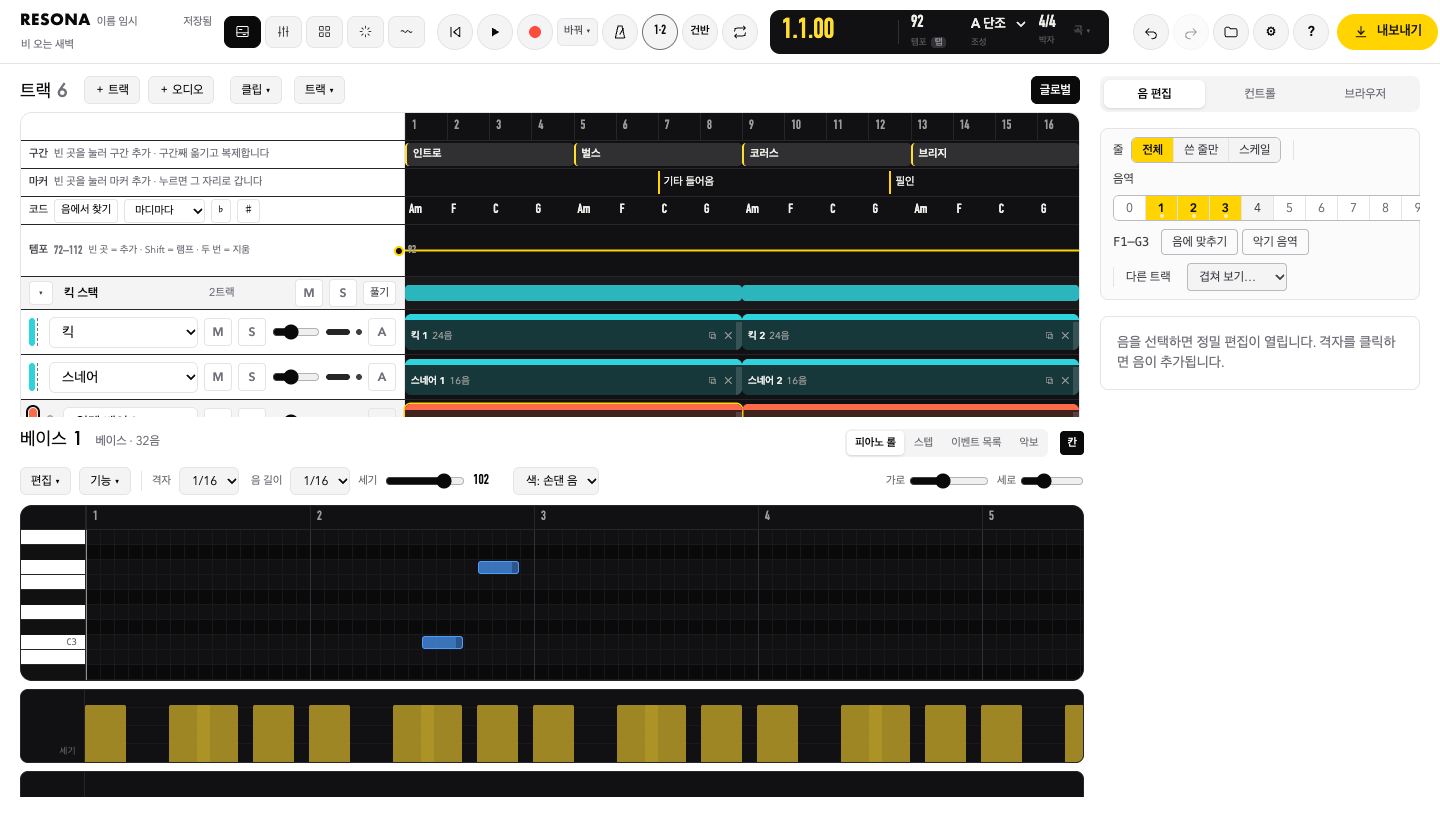 RESONA 이름 임시 저장됨
비 오는 새벽
바꿔 ▾
1·2
건반
1.1.00
92
템포 탭
A 단조
조성
4/4
박자
곡 ▾
?
내보내기
트랙 6
+ 트랙
+ 오디오
클립 ▾
트랙 ▾
글로벌
1 2 3 4 5 6 7 8 9 10 11 12 13 14 15 16
구간 빈 곳을 눌러 구간 추가 · 구간째 옮기고 복제합니다
인트로 벌스 코러스 브리지
마커 빈 곳을 눌러 마커 추가 · 누르면 그 자리로 갑니다
기타 들어옴 필인
코드 음에서 찾기 마디마다 ♭ #
Am F C G Am F C G Am F C G Am F C G
템포 72–112 빈 곳 = 추가 · Shift = 램프 · 두 번 = 지움
92
킥 스택 2트랙 M S 풀기
킥 M S A
킥 1 24음
킥 2 24음
스네어 M S A
스네어 1 16음
스네어 2 16음
베이스 1 베이스 · 32음
피아노 롤 스텝 이벤트 목록 악보 칸
편집 ▾ 기능 ▾ 격자 1/16 음 길이 1/16 세기 102 색: 손댄 음 가로 세로
1 2 3 4 5
C3
세기
음 편집 컨트롤 브라우저
줄 전체 쓴 줄만 스케일
음역
0 1 2 3 4 5 6 7 8 9
F1–G3 음에 맞추기 악기 음역
다른 트랙 겹쳐 보기…
음을 선택하면 정밀 편집이 열립니다. 격자를 클릭하
면 음이 추가됩니다.